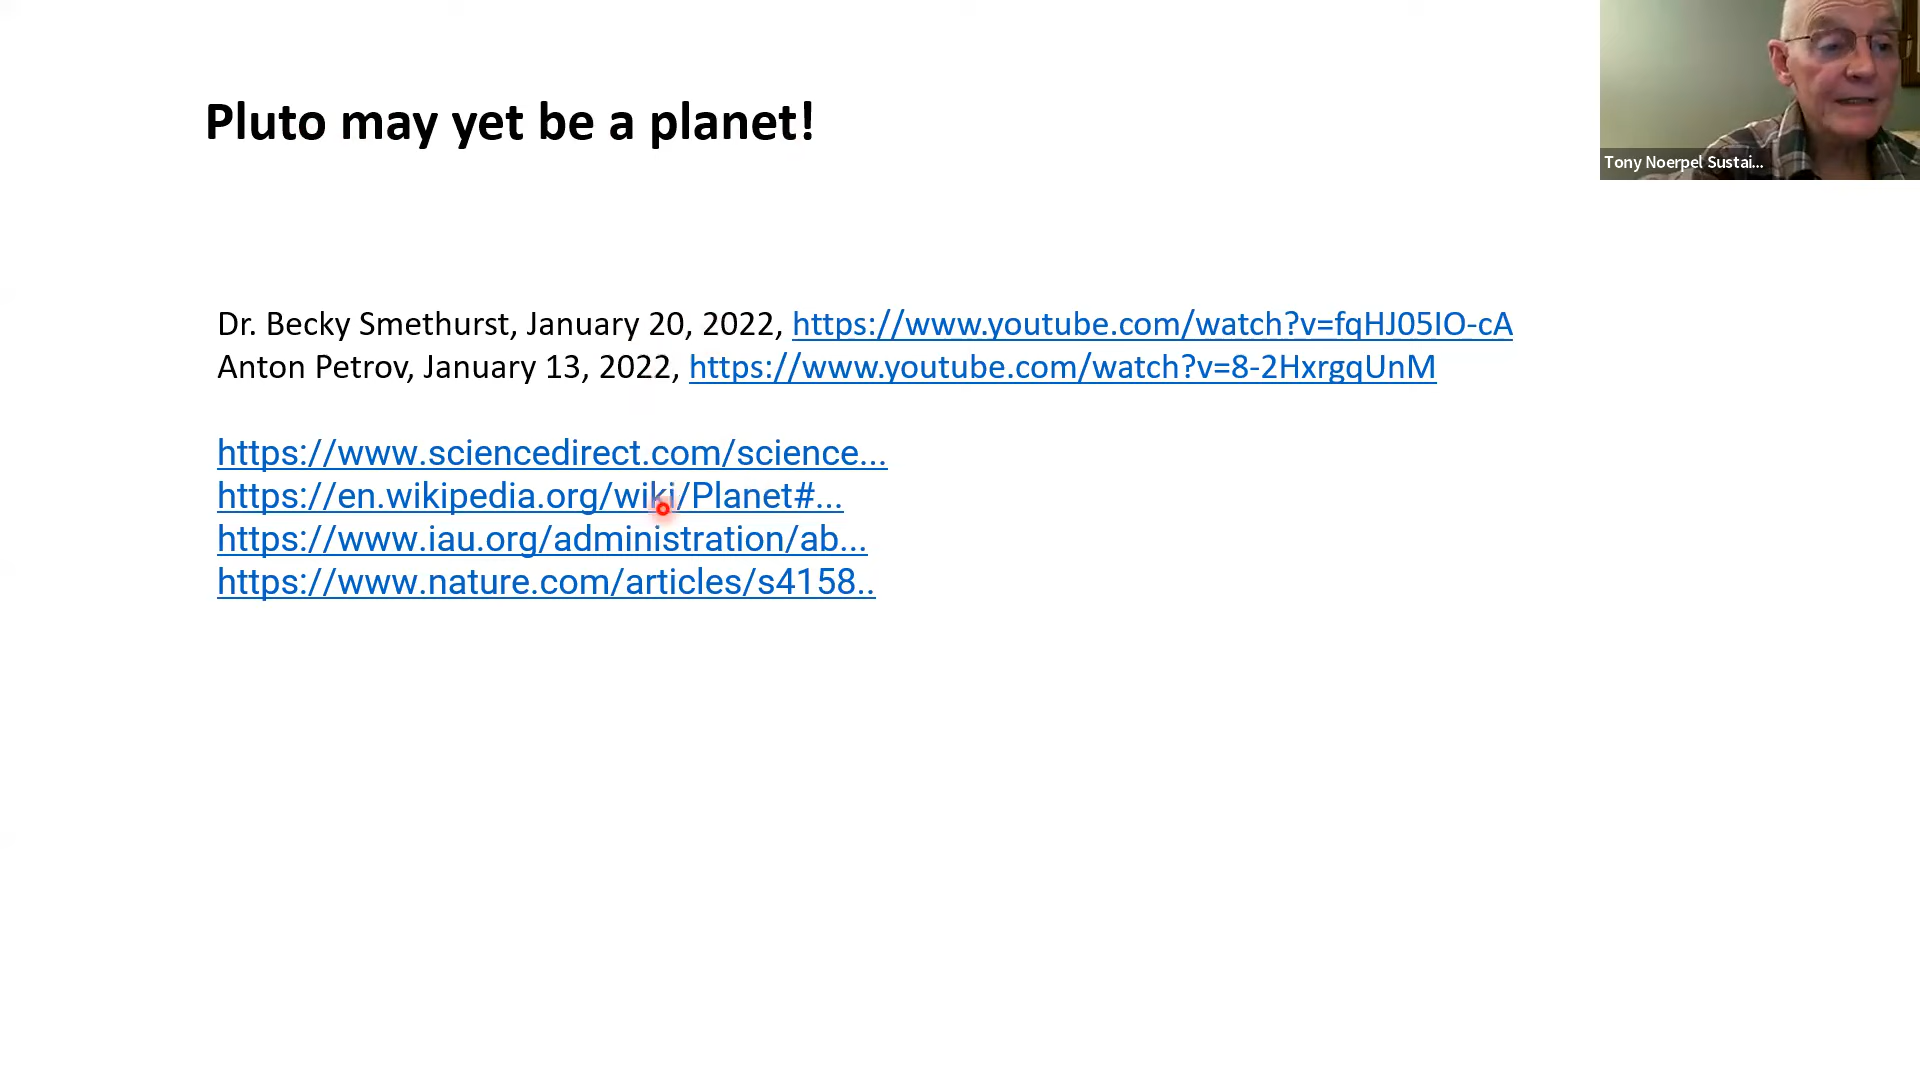 Pluto may yet be a planet!
Tony Noerpel Sustai...
Dr. Becky Smethurst, January 20, 2022, https://www.youtube.com/watch?v=fqHJ05IO-cA
Anton Petrov, January 13, 2022, https://www.youtube.com/watch?v=8-2HxrgqUnM
https://www.sciencedirect.com/science...
https://en.wikipedia.org/wiki/Planet#...
https://www.iau.org/administration/ab...
https://www.nature.com/articles/s4158..